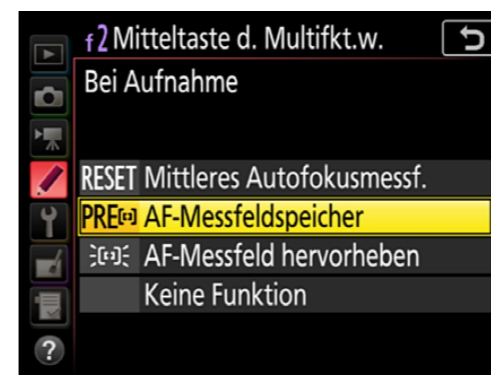 f2 Mitteltaste d. Multifkt.w.
Bei Aufnahme
RESET Mittleres Autofokusmessf.
PRE AF-Messfeldspeicher
AF-Messfeld hervorheben
Keine Funktion
?